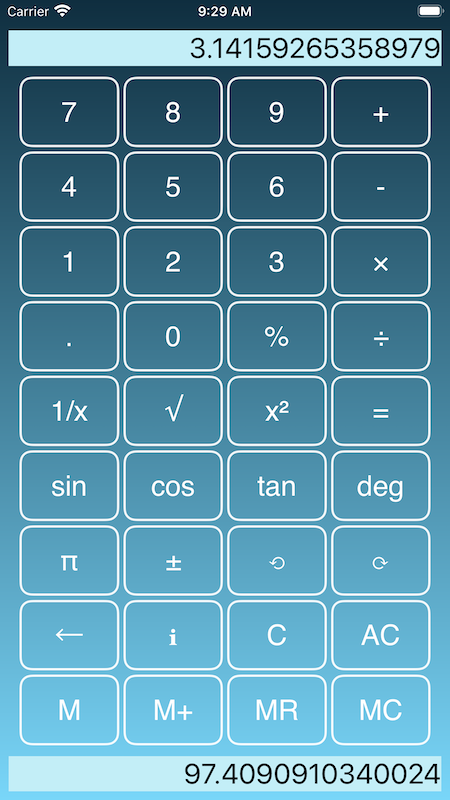 Carrier 9:29 AM
3.14159265358979
7 8 9 +
4 5 6 -
1 2 3 ×
. 0 % ÷
1/x √ x² =
sin cos tan deg
π ± ⟲ ⟳
← i C AC
M M+ MR MC
97.4090910340024